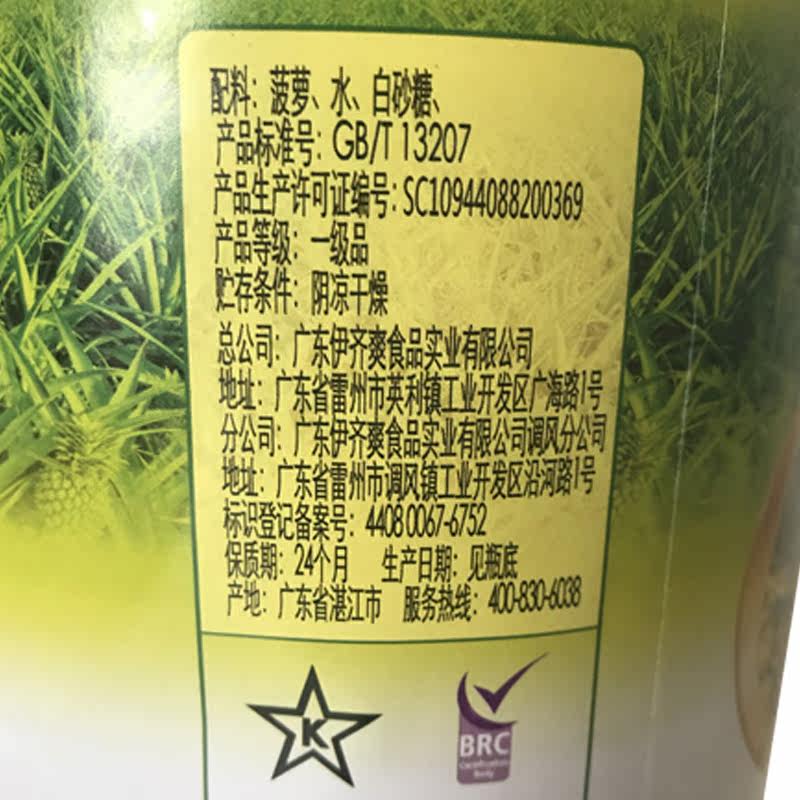 配料：菠萝、水、白砂糖、
产品标准号：GB/T 13207
产品生产许可证编号：SC10944088200369
产品等级：一级品
贮存条件：阴凉干燥
总公司：广东伊齐爽食品实业有限公司
地址：广东省雷州市英利镇工业开发区广海路1号
分公司：广东伊齐爽食品实业有限公司调风分公司
地址：广东省雷州市调风镇工业开发区沿河路1号
标识登记备案号：4408 0067-6752
保质期：24个月 生产日期：见瓶底
产地：广东省湛江市 服务热线：400-830-6038
K
BRC
Certification
Body